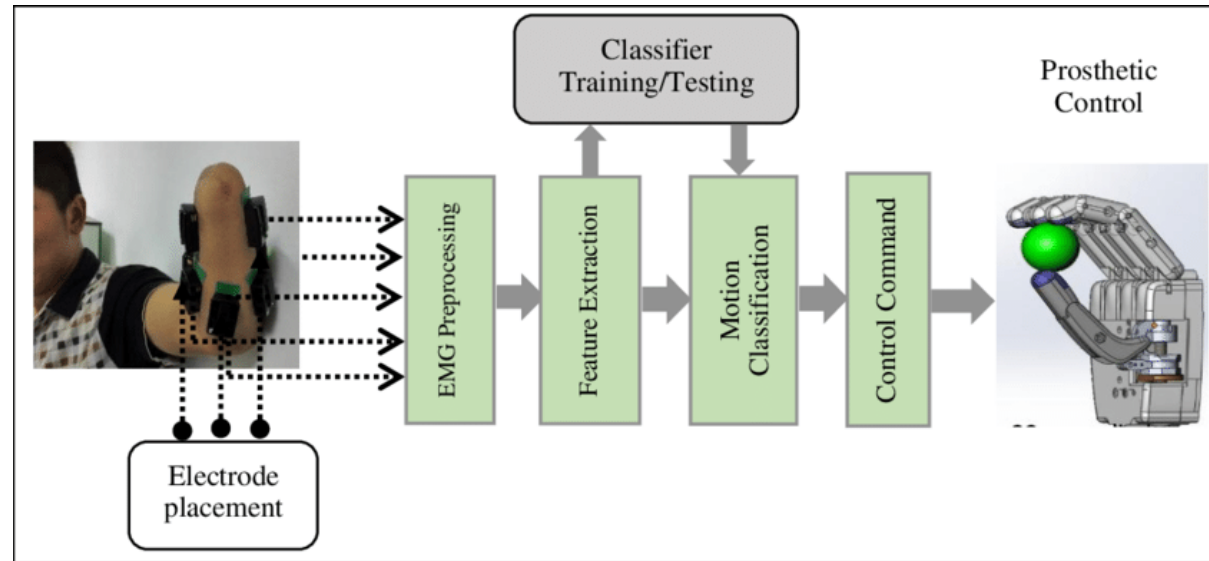 Classifier
Training/Testing
Prosthetic
Control
EMG Preprocessing
Feature Extraction
Motion
Classification
Control Command
Electrode
placement